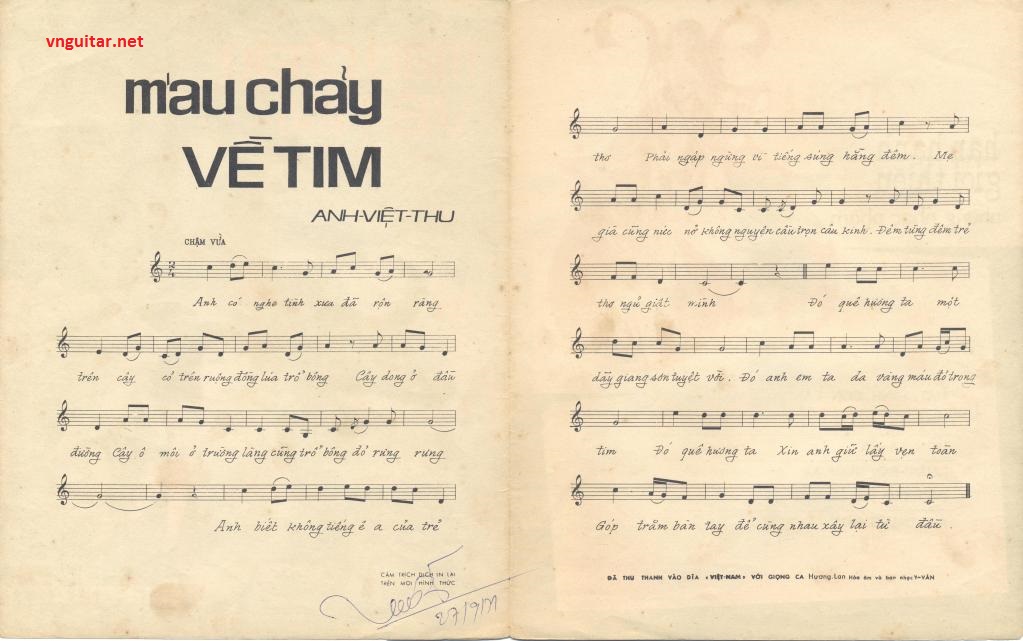 vnguitar.net
máu chảy
VỀ TIM
ANH-VIỆT-THU
CHẬM VỪA
Anh có nghe tình xưa đã rộn ràng
trên cây cỏ trên ruộng đồng lúa trổ bông Cây dong ở đầu
đường Cây ô môi ở trường làng cũng trổ bông đỏ rưng rưng
Anh biết không tiếng ê a của trẻ
CẤM TRÍCH DỊCH IN LẠI
TRÊN MỌI HÌNH THỨC
27/9/71
thơ Phải ngập ngừng vì tiếng súng hằng đêm. Mẹ
già cũng nức nở không nguyện câu trọn câu kinh. Đêm từng đêm trẻ
thơ ngủ giật mình Đó quê hương ta một
dãy giang sơn tuyệt vời. Đó anh em ta da vàng máu đỏ trong
tim Đó quê hương ta Xin anh giữ lấy vẹn toàn
Góp trăm bàn tay để cùng nhau xây lại từ đầu.
ĐÃ THU THANH VÀO DĨA «VIỆT-NAM» VỚI GIỌNG CA Hương.Lan Hòa âm và ban nhạc Y-VÂN